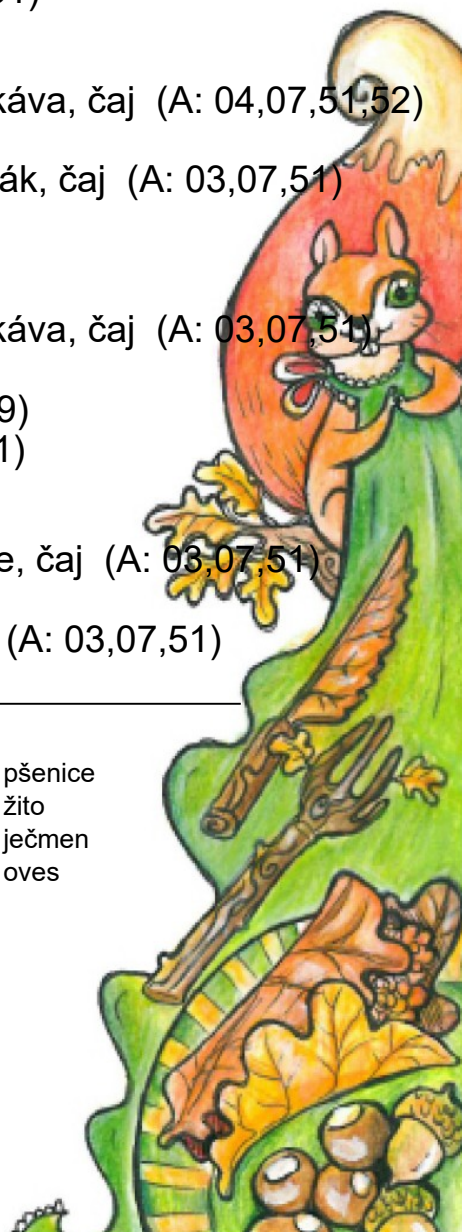 káva, čaj (A: 04,07,51,52)
ák, čaj (A: 03,07,51)
káva, čaj (A: 03,07,51)
9)
1)
e, čaj (A: 03,07,51)
(A: 03,07,51)
pšenice
žito
ječmen
oves